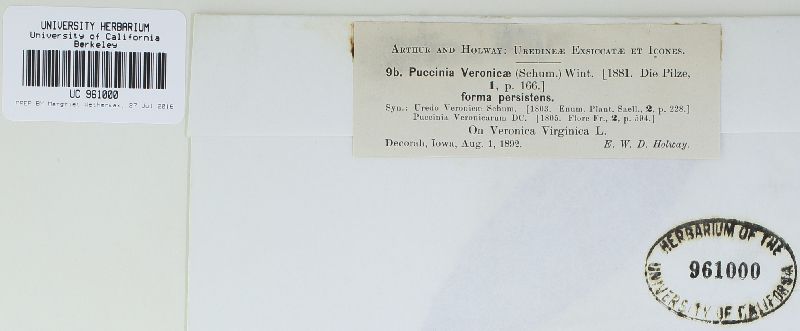 UNIVERSITY HERBARIUM
University of California
Berkeley
UC 961000
PREP BY Margriet Wetherwax, 27 Jul 2016
ARTHUR AND HOLWAY: UREDINEÆ EXSICCATÆ ET ICONES.
9b. Puccinia Veronicæ (Schum.) Wint. [1881. Die Pilze,
1, p. 166.]
forma persistens.
Syn.: Uredo Veronicæ Schum. [1803. Enum. Plant. Saell., 2, p. 228.]
Puccinia Veronicarum DC. [1805. Flore Fr., 2, p. 594.]
On Veronica Virginica L.
Decorah, Iowa, Aug. 1, 1892. E. W. D. Holway.
HERBARIUM OF THE
961000
UNIVERSITY OF CALIFORNIA